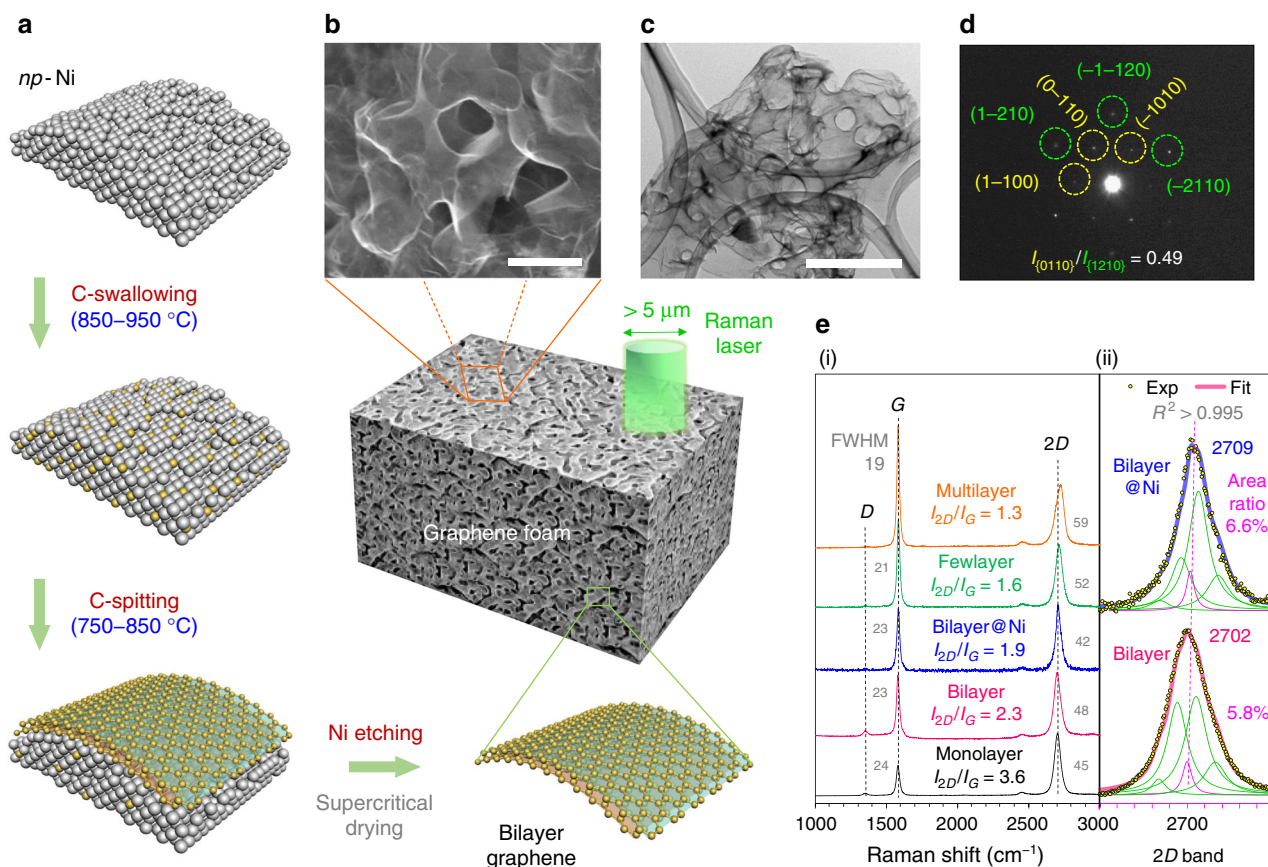 a
np-Ni
C-swallowing
(850–950 °C)
C-spitting
(750–850 °C)
Ni etching
Supercritical
drying
Bilayer
graphene
b
c
> 5 μm
Raman
laser
Graphene foam
d
(–1–120)
(0–110)
(–1010)
(1–210)
(1–100)
(–2110)
I{0110}/I{1210} = 0.49
e
(i)
G
FWHM
19
2D
D
Multilayer
I2D/IG = 1.3
59
21
Fewlayer
I2D/IG = 1.6
52
23
Bilayer@Ni
I2D/IG = 1.9
42
23
Bilayer
I2D/IG = 2.3
48
24
Monolayer
I2D/IG = 3.6
45
1000 1500 2000 2500 3000
Raman shift (cm–1)
(ii)
Exp Fit
R2 > 0.995
2709
Bilayer
@Ni
Area
ratio
6.6%
2702
Bilayer
5.8%
2700
2D band